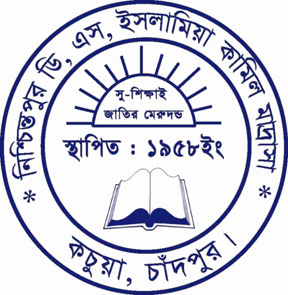 * নিশ্চিন্তপুর ডি, এস, ইসলামিয়া কামিল মাদ্রাসা *
সু-শিক্ষাই
জাতির মেরুদন্ড
স্থাপিত : ১৯৫৮ইং
কচুয়া, চাঁদপুর।